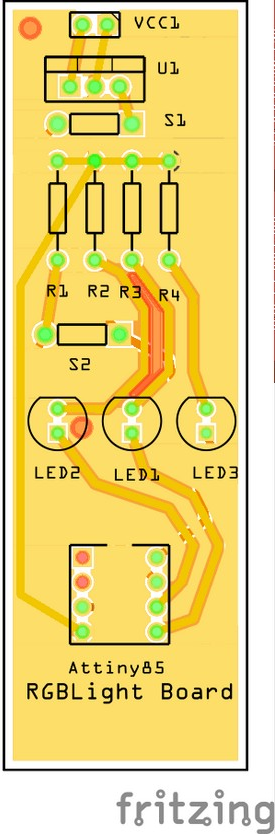 VCC1
U1
S1
R1 R2 R3 R4
S2
LED2 LED1 LED3
Attiny85
RGBLight Board
fritzing